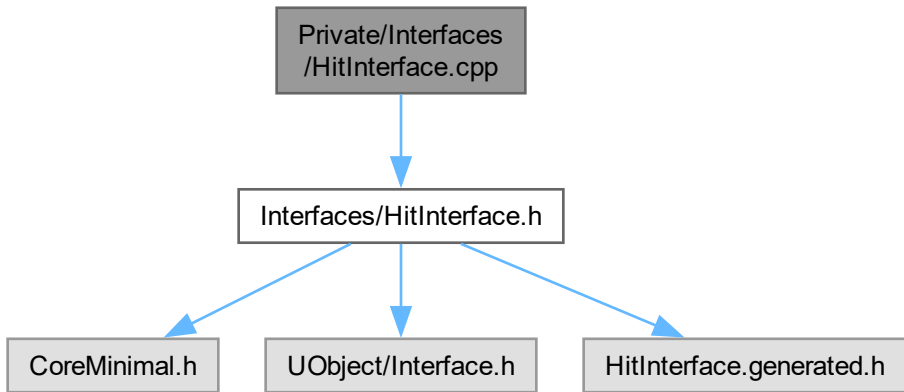 Private/Interfaces
/HitInterface.cpp
Interfaces/HitInterface.h
CoreMinimal.h
UObject/Interface.h
HitInterface.generated.h